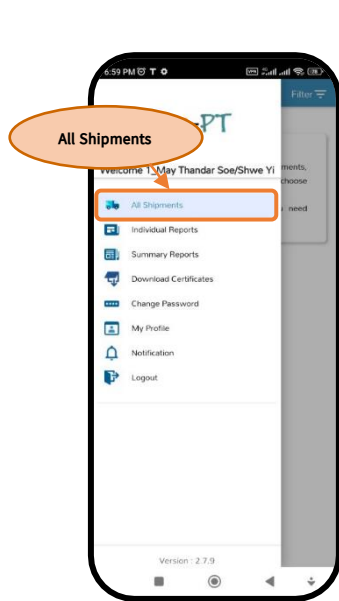 6:59 PM
Filter
PT
All Shipments
Welcome 1_May Thandar Soe/Shwe Yi
ments,
choose
need
All Shipments
Individual Reports
Summary Reports
Download Certificates
Change Password
My Profile
Notification
Logout
Version : 2.7.9